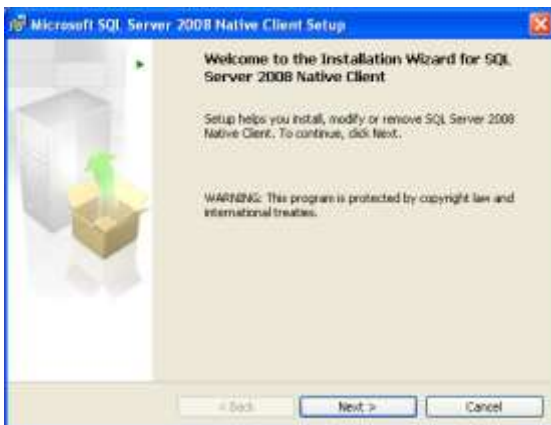 Microsoft SQL Server 2008 Native Client Setup
Welcome to the Installation Wizard for SQL
Server 2008 Native Client
Setup helps you install, modify or remove SQL Server 2008
Native Client. To continue, click Next.
WARNING: This program is protected by copyright law and
international treaties.
< Back
Next >
Cancel